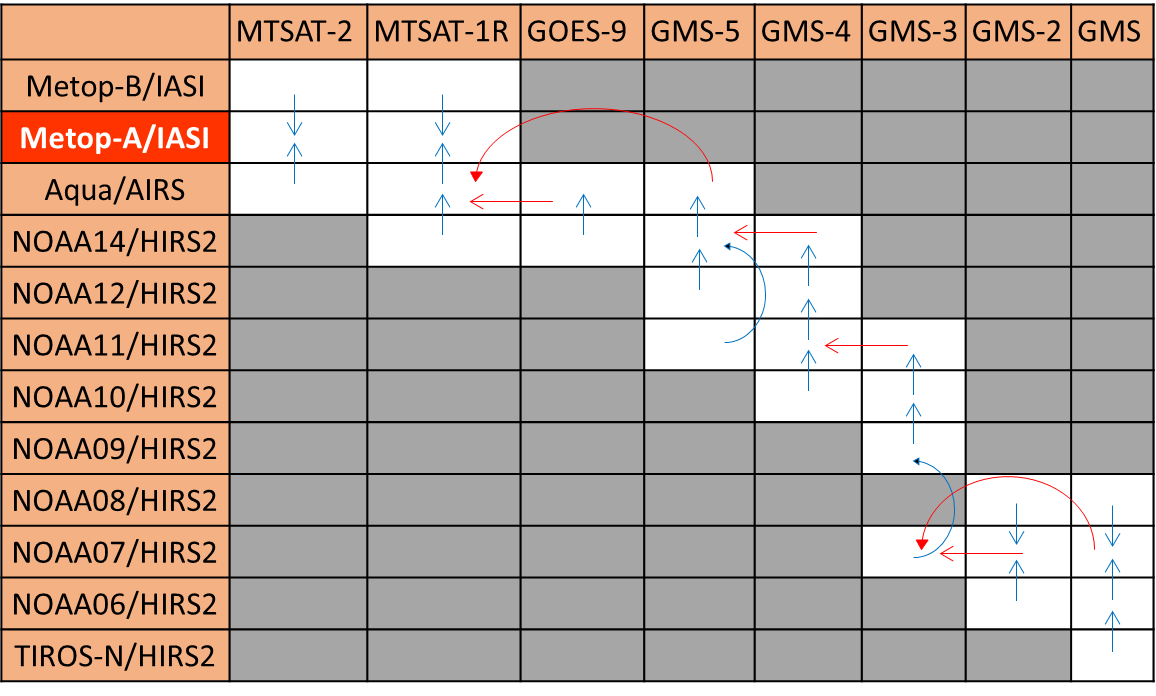 MTSAT-2 MTSAT-1R GOES-9 GMS-5 GMS-4 GMS-3 GMS-2 GMS
Metop-B/IASI
Metop-A/IASI
Aqua/AIRS
NOAA14/HIRS2
NOAA12/HIRS2
NOAA11/HIRS2
NOAA10/HIRS2
NOAA09/HIRS2
NOAA08/HIRS2
NOAA07/HIRS2
NOAA06/HIRS2
TIROS-N/HIRS2